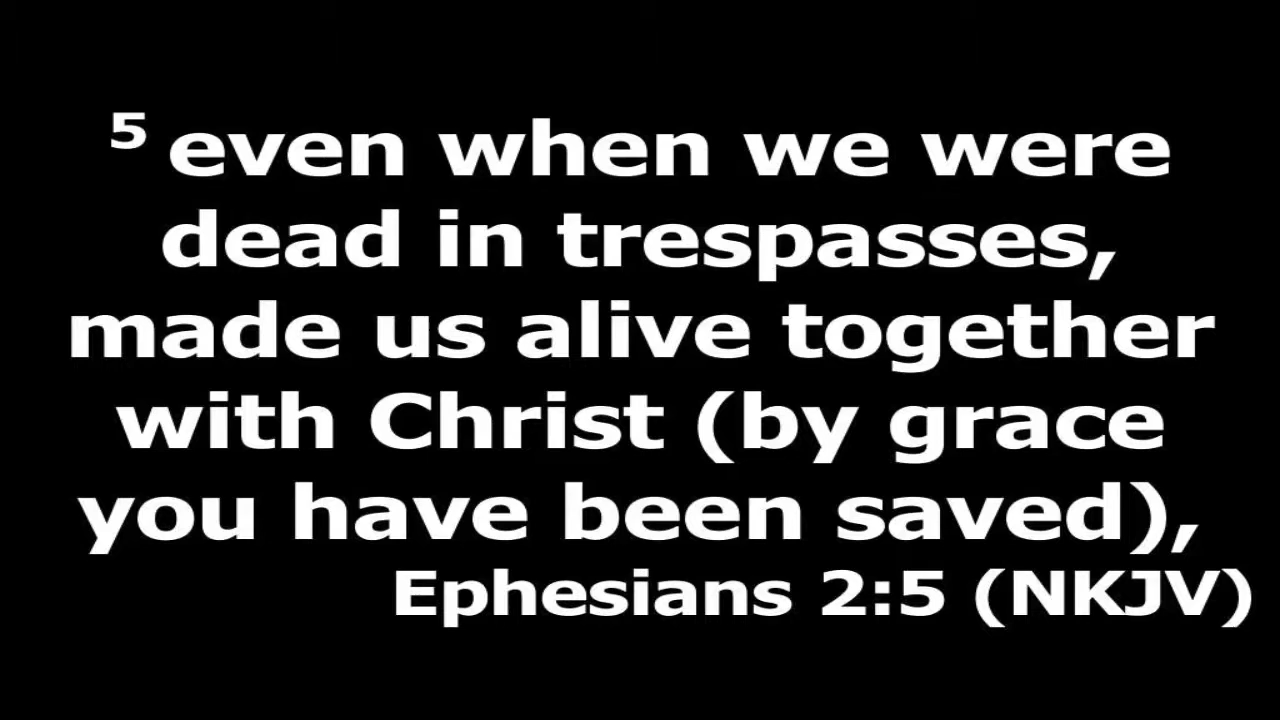 5 even when we were
dead in trespasses,
made us alive together
with Christ (by grace
you have been saved),
Ephesians 2:5 (NKJV)